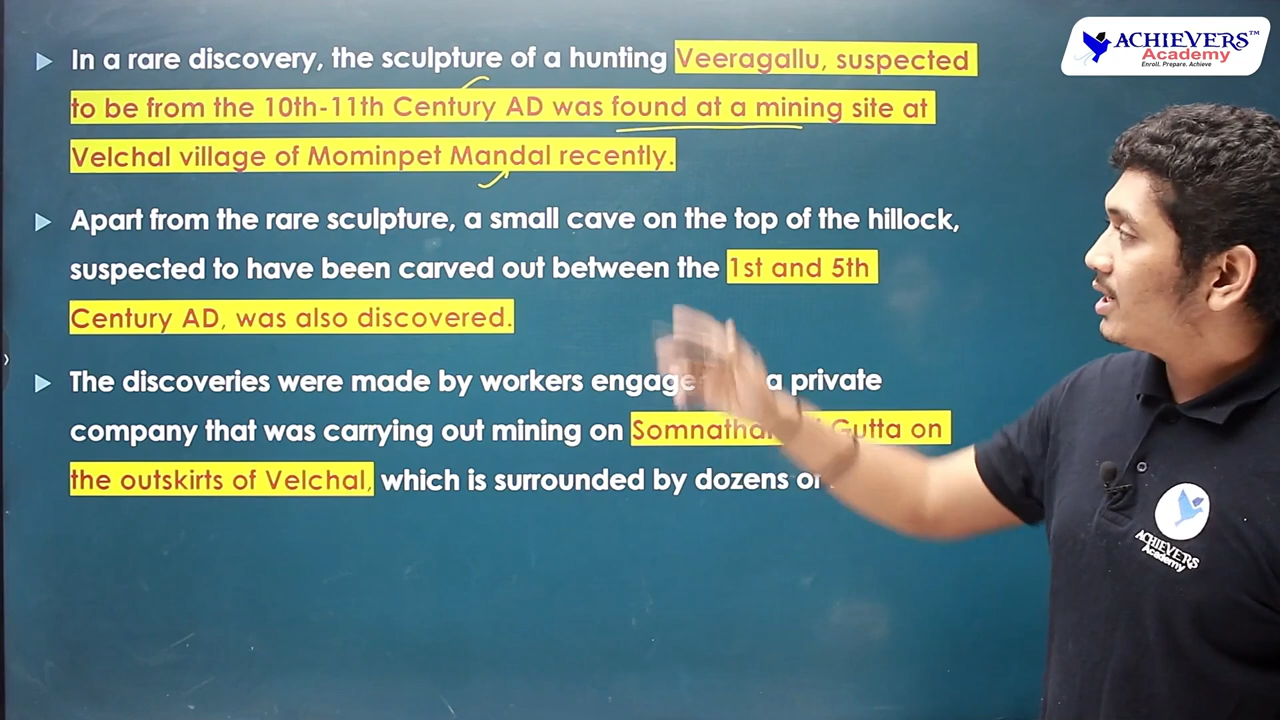 In a rare discovery, the sculpture of a hunting Veeragallu, suspected
to be from the 10th-11th Century AD was found at a mining site at
Velchal village of Mominpet Mandal recently.
Apart from the rare sculpture, a small cave on the top of the hillock,
suspected to have been carved out between the 1st and 5th
Century AD, was also discovered.
The discoveries were made by workers a private
company that was carrying out mining on Gutta on
the outskirts of Velchal, which is surrounded by dozens of
ACHIEVERS™
Academy
Enroll. Prepare. Achieve
ACHIEVERS
Academy